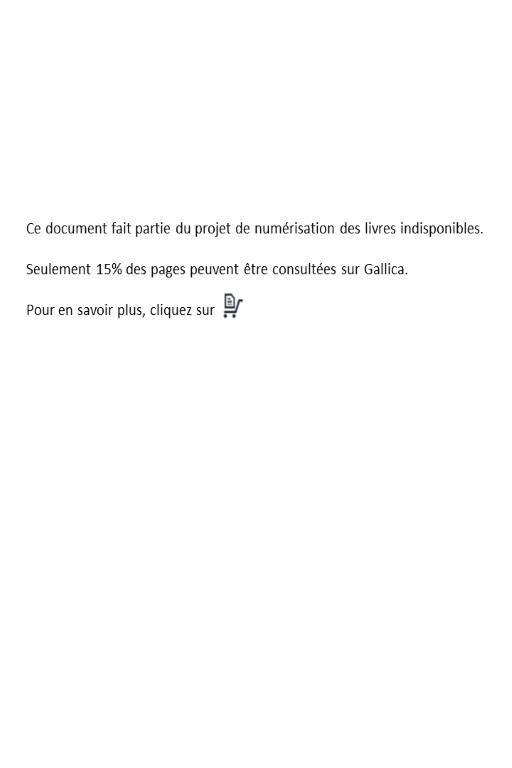 Ce document fait partie du projet de numérisation des livres indisponibles.
Seulement 15% des pages peuvent être consultées sur Gallica.
Pour en savoir plus, cliquez sur